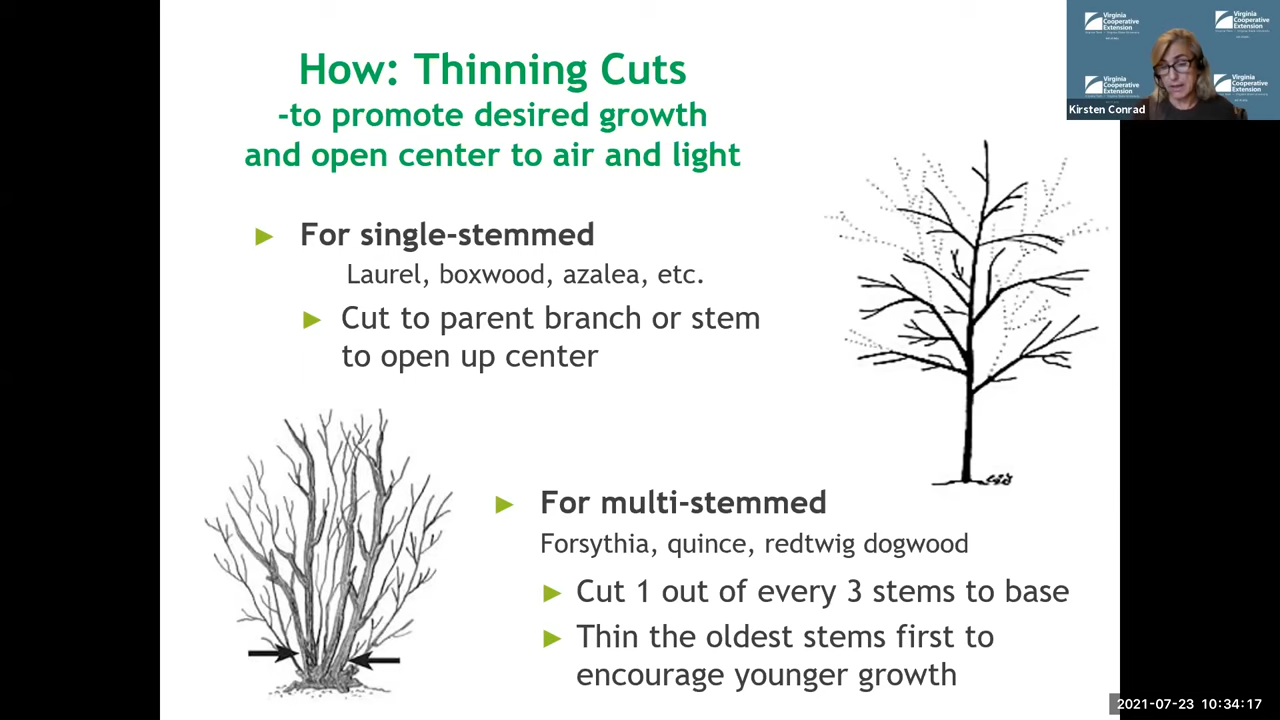 How: Thinning Cuts
-to promote desired growth
and open center to air and light
► For single-stemmed
Laurel, boxwood, azalea, etc.
► Cut to parent branch or stem
to open up center
► For multi-stemmed
Forsythia, quince, redtwig dogwood
► Cut 1 out of every 3 stems to base
► Thin the oldest stems first to
encourage younger growth
Virginia
Cooperative
Extension
Virginia
Cooperative
Extension
Virginia
Cooperative
Extension
Virginia
Cooperative
Extension
Kirsten Conrad
2021-07-23 10:34:17